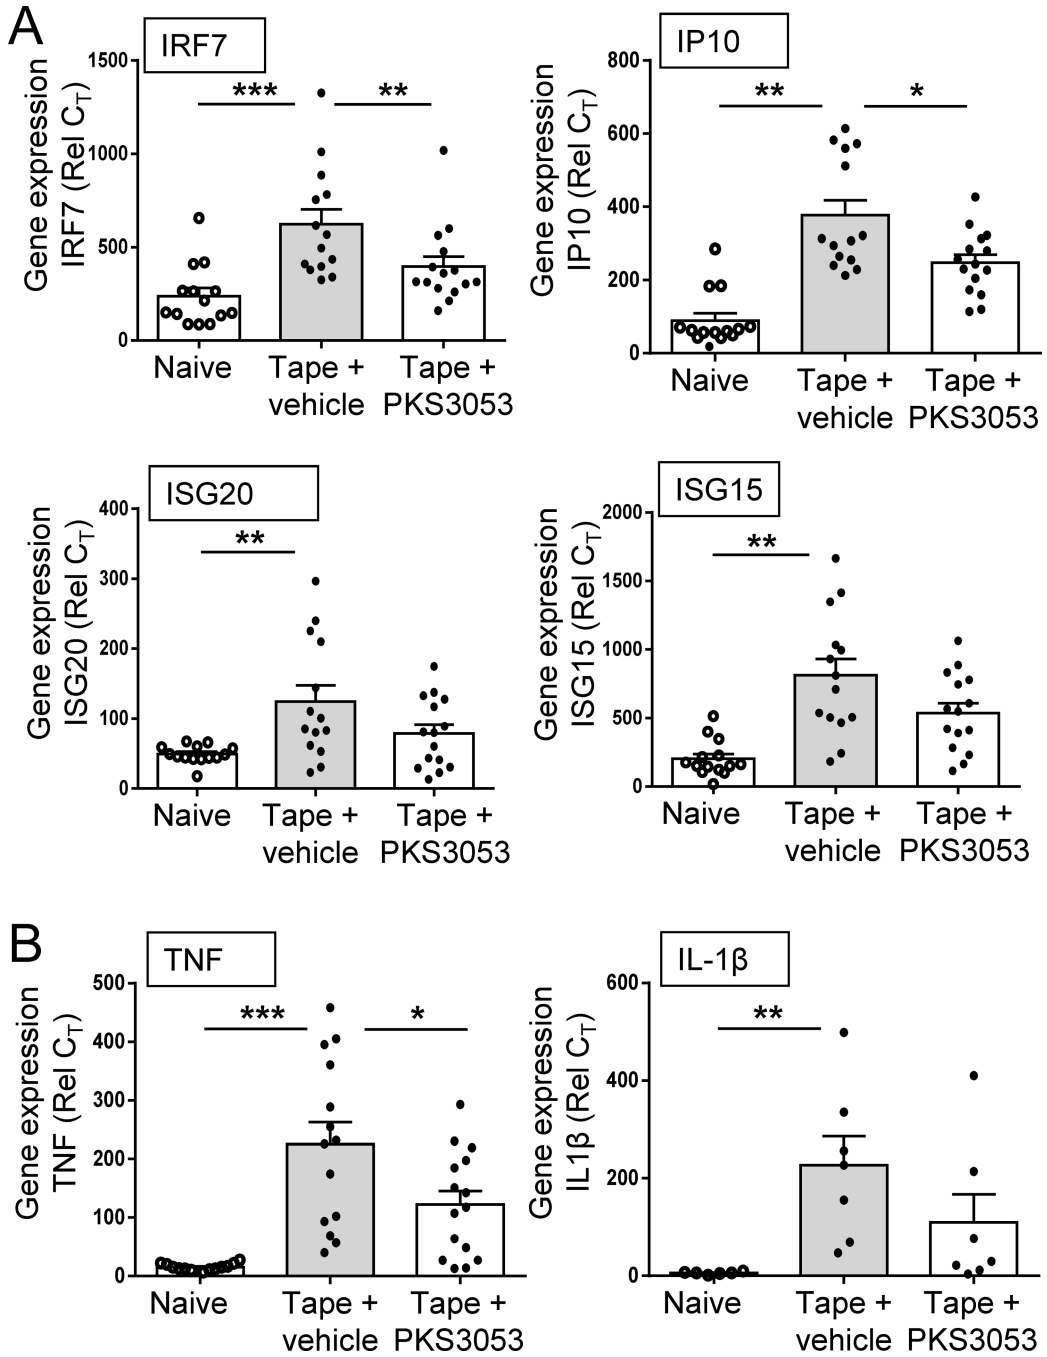 A
IRF7
Gene expression
IRF7 (Rel CT)
1500
1000
500
0
***
**
Naive
Tape +
vehicle
Tape +
PKS3053
IP10
Gene expression
IP10 (Rel CT)
800
600
400
200
0
**
*
Naive
Tape +
vehicle
Tape +
PKS3053
ISG20
Gene expression
ISG20 (Rel CT)
400
300
200
100
0
**
Naive
Tape +
vehicle
Tape +
PKS3053
ISG15
Gene expression
ISG15 (Rel CT)
2000
1500
1000
500
0
**
Naive
Tape +
vehicle
Tape +
PKS3053
B
TNF
Gene expression
TNF (Rel CT)
500
400
300
200
100
0
***
*
Naive
Tape +
vehicle
Tape +
PKS3053
IL-1β
Gene expression
IL1β (Rel CT)
600
400
200
0
**
Naive
Tape +
vehicle
Tape +
PKS3053